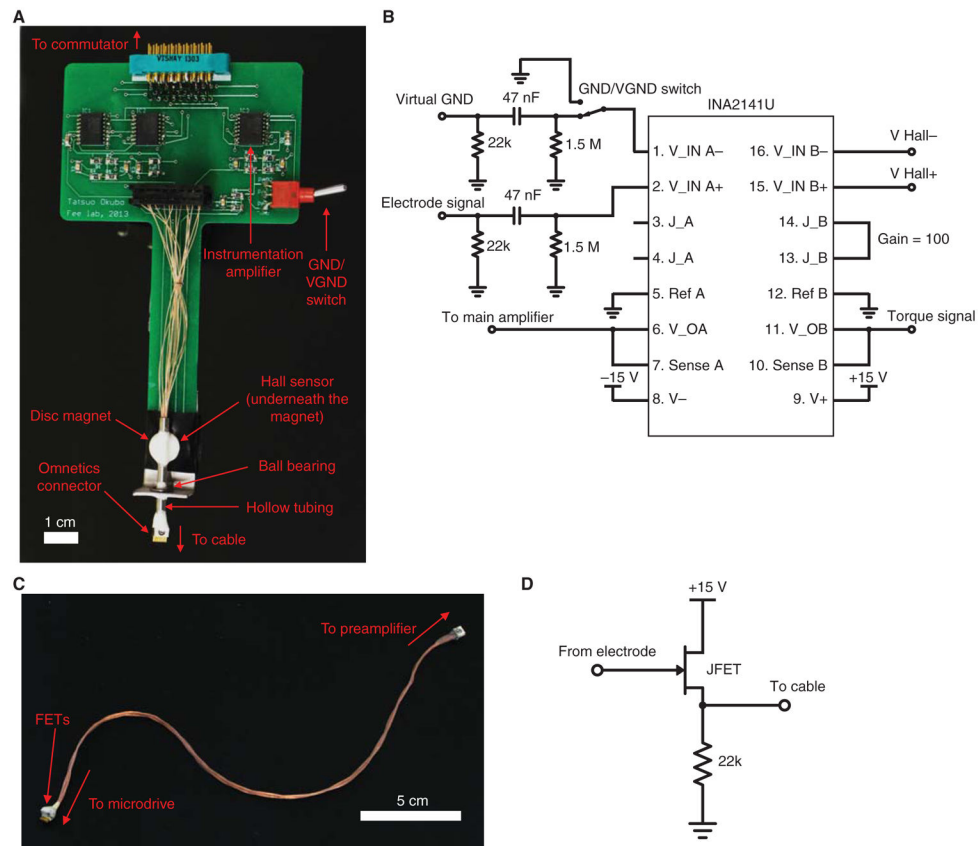 A
To commutator
VISHAY 1303
Tatsuo Okubo
Fee lab, 2013
Instrumentation
amplifier
GND/
VGND
switch
Hall sensor
(underneath the
magnet)
Disc magnet
Omnetics
connector
Ball bearing
Hollow tubing
1 cm
To cable
B
GND/VGND switch
Virtual GND
47 nF
INA2141U
22k
1.5 M
V Hall–
1. V_IN A–
16. V_IN B–
V Hall+
2. V_IN A+
15. V_IN B+
Electrode signal
47 nF
3. J_A
14. J_B
22k
1.5 M
Gain = 100
4. J_A
13. J_B
5. Ref A
12. Ref B
To main amplifier
Torque signal
6. V_OA
11. V_OB
7. Sense A
10. Sense B
–15 V
+15 V
8. V–
9. V+
C
To preamplifier
FETs
To microdrive
5 cm
D
+15 V
From electrode
JFET
To cable
22k